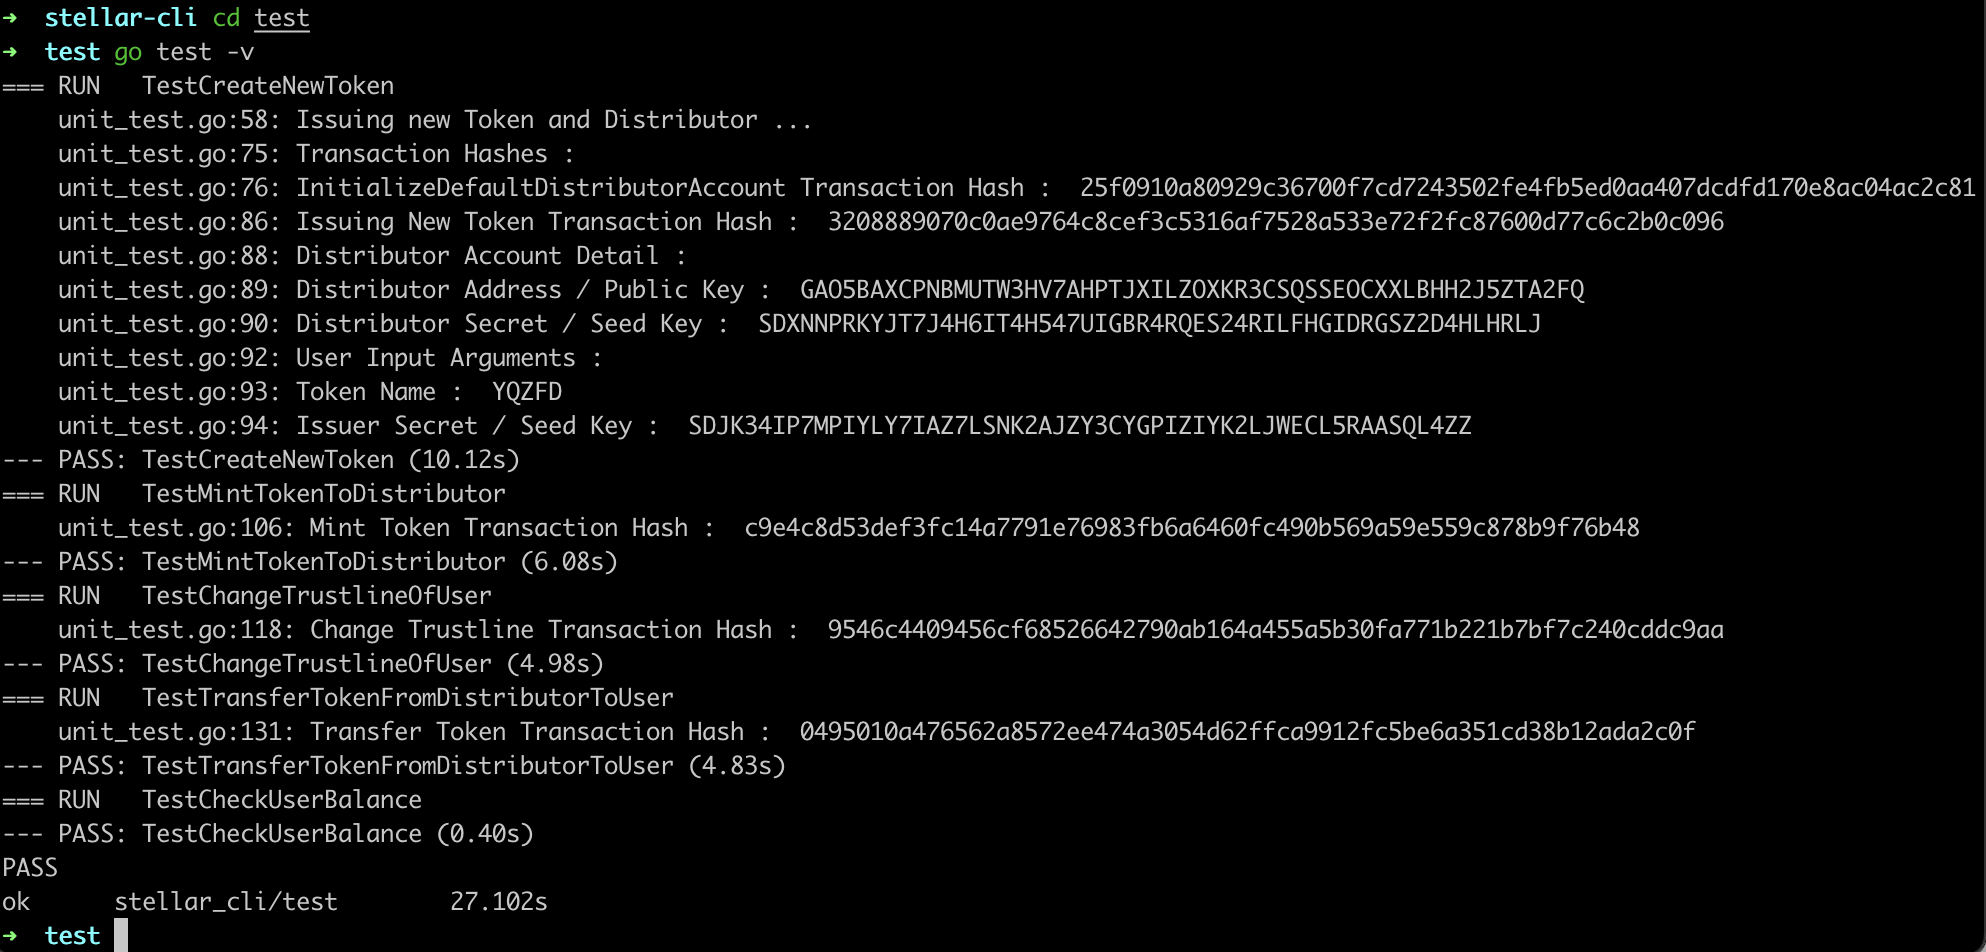 ➜ stellar-cli cd test
➜ test go test -v
=== RUN   TestCreateNewToken
    unit_test.go:58: Issuing new Token and Distributor ...
    unit_test.go:75: Transaction Hashes :
    unit_test.go:76: InitializeDefaultDistributorAccount Transaction Hash :  25f0910a80929c36700f7cd7243502fe4fb5ed0aa407dcdfd170e8ac04ac2c81
    unit_test.go:86: Issuing New Token Transaction Hash :  3208889070c0ae9764c8cef3c5316af7528a533e72f2fc87600d77c6c2b0c096
    unit_test.go:88: Distributor Account Detail :
    unit_test.go:89: Distributor Address / Public Key :  GAO5BAXCPNBMUTW3HV7AHPTJXILZOXKR3CSQSSEOCXXLBHH2J5ZTA2FQ
    unit_test.go:90: Distributor Secret / Seed Key :  SDXNNPRKYJT7J4H6IT4H547UIGBR4RQES24RILFHGIDRGSZ2D4HLHRLJ
    unit_test.go:92: User Input Arguments :
    unit_test.go:93: Token Name :  YQZFD
    unit_test.go:94: Issuer Secret / Seed Key :  SDJK34IP7MPIYLY7IAZ7LSNK2AJZY3CYGPIZIYK2LJWECL5RAASQL4ZZ
--- PASS: TestCreateNewToken (10.12s)
=== RUN   TestMintTokenToDistributor
    unit_test.go:106: Mint Token Transaction Hash :  c9e4c8d53def3fc14a7791e76983fb6a6460fc490b569a59e559c878b9f76b48
--- PASS: TestMintTokenToDistributor (6.08s)
=== RUN   TestChangeTrustlineOfUser
    unit_test.go:118: Change Trustline Transaction Hash :  9546c4409456cf68526642790ab164a455a5b30fa771b221b7bf7c240cddc9aa
--- PASS: TestChangeTrustlineOfUser (4.98s)
=== RUN   TestTransferTokenFromDistributorToUser
    unit_test.go:131: Transfer Token Transaction Hash :  0495010a476562a8572ee474a3054d62ffca9912fc5be6a351cd38b12ada2c0f
--- PASS: TestTransferTokenFromDistributorToUser (4.83s)
=== RUN   TestCheckUserBalance
--- PASS: TestCheckUserBalance (0.40s)
PASS
ok      stellar_cli/test        27.102s
➜ test